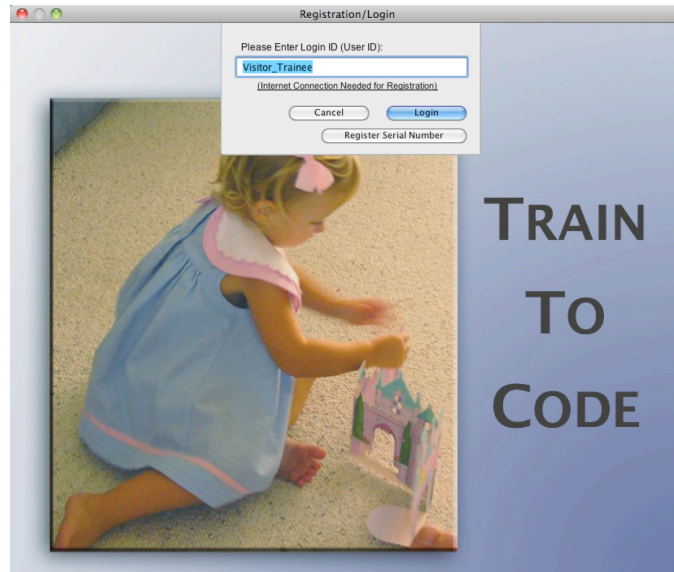 Registration/Login
Please Enter Login ID (User ID):
Visitor_Trainee
(Internet Connection Needed for Registration)
Cancel Login
Register Serial Number
TRAIN
TO
CODE